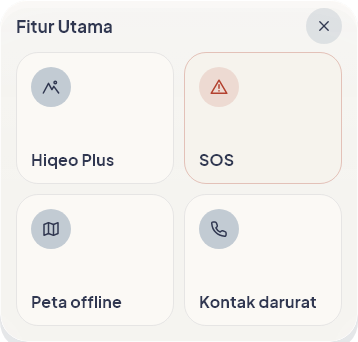 Fitur Utama
Hiqeo Plus
SOS
Peta offline
Kontak darurat